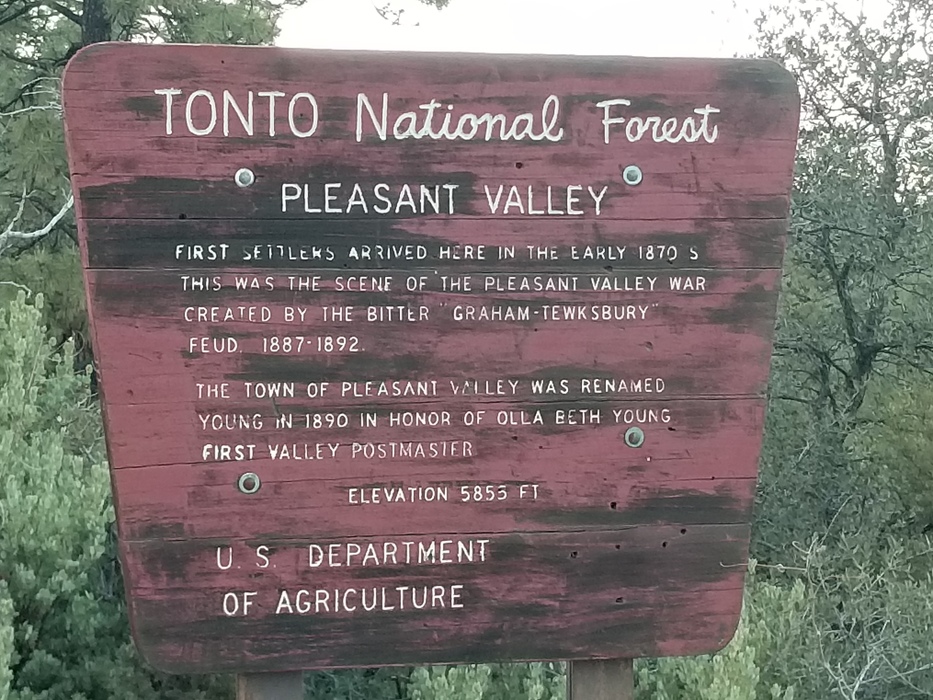 TONTO National Forest
PLEASANT VALLEY
FIRST SETTLERS ARRIVED HERE IN THE EARLY 1870 S
THIS WAS THE SCENE OF THE PLEASANT VALLEY WAR
CREATED BY THE BITTER "GRAHAM-TEWKSBURY"
FEUD. 1887-1892.
THE TOWN OF PLEASANT VALLEY WAS RENAMED
YOUNG IN 1890 IN HONOR OF OLLA BETH YOUNG
FIRST VALLEY POSTMASTER
ELEVATION 5855 FT
U. S. DEPARTMENT
OF AGRICULTURE